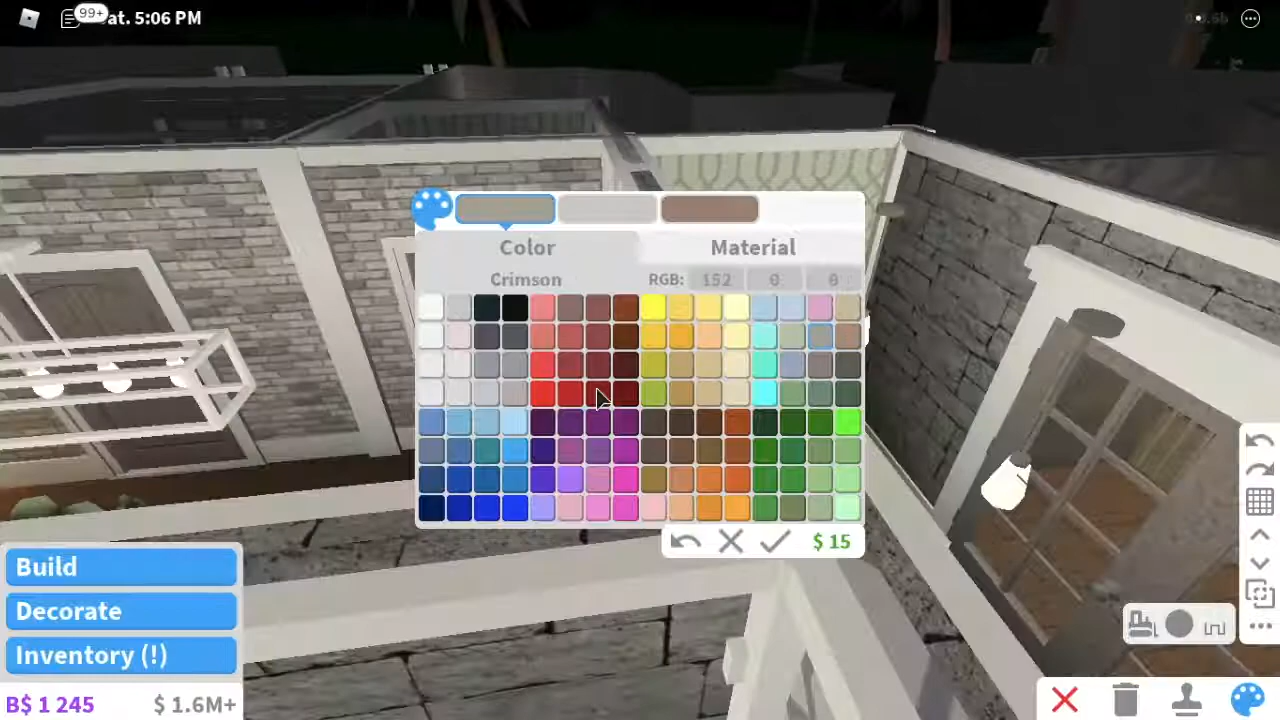 99+
at. 5:06 PM
Color
Material
Crimson
RGB: 152 0 0
$ 15
Build
Decorate
Inventory (!)
B$ 1 245
$ 1.6M+